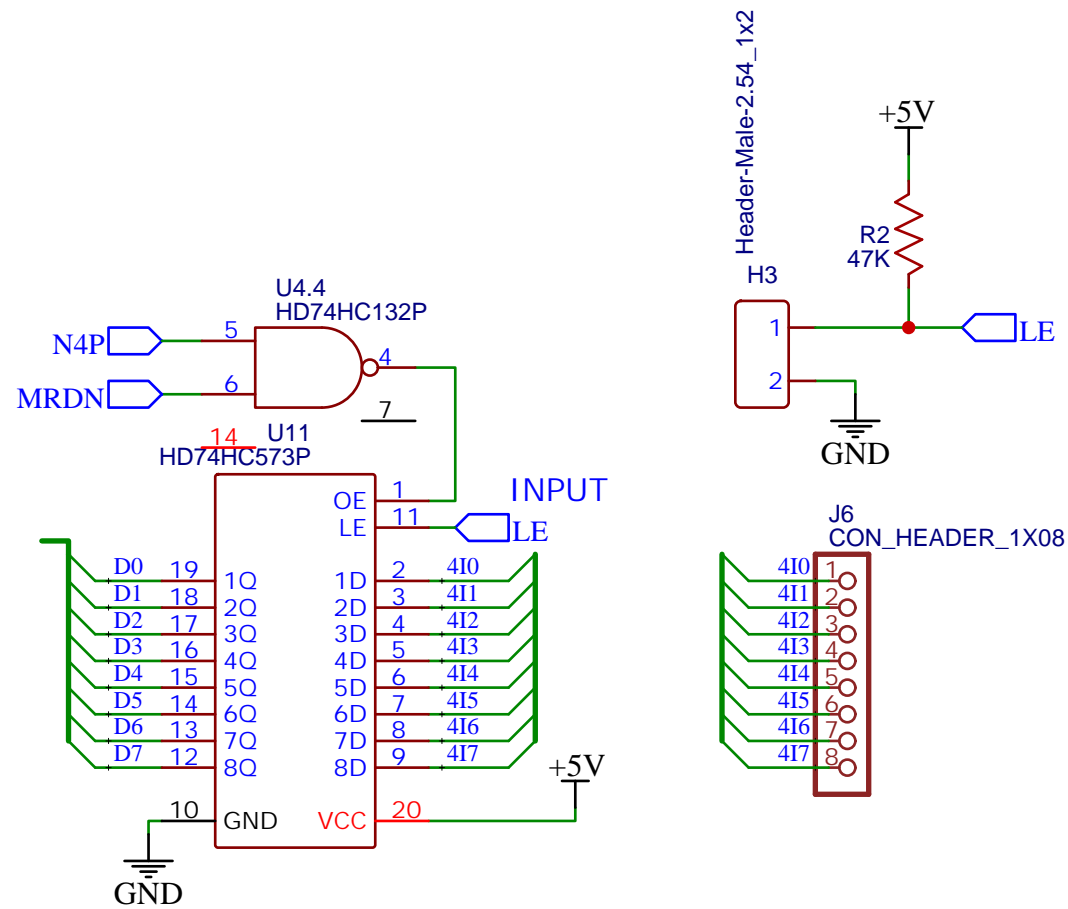 Header-Male-2.54_1x2
+5V
R2
47K
H3
1
2
LE
GND
U4.4
HD74HC132P
N4P
5
MRDN
6
4
7
14
U11
HD74HC573P
INPUT
OE 1
LE 11 LE
D0 19 1Q 1D 2 4I0
D1 18 2Q 2D 3 4I1
D2 17 3Q 3D 4 4I2
D3 16 4Q 4D 5 4I3
D4 15 5Q 5D 6 4I4
D5 14 6Q 6D 7 4I5
D6 13 7Q 7D 8 4I6
D7 12 8Q 8D 9 4I7
+5V
10 GND VCC 20
GND
J6
CON_HEADER_1X08
4I0 1
4I1 2
4I2 3
4I3 4
4I4 5
4I5 6
4I6 7
4I7 8